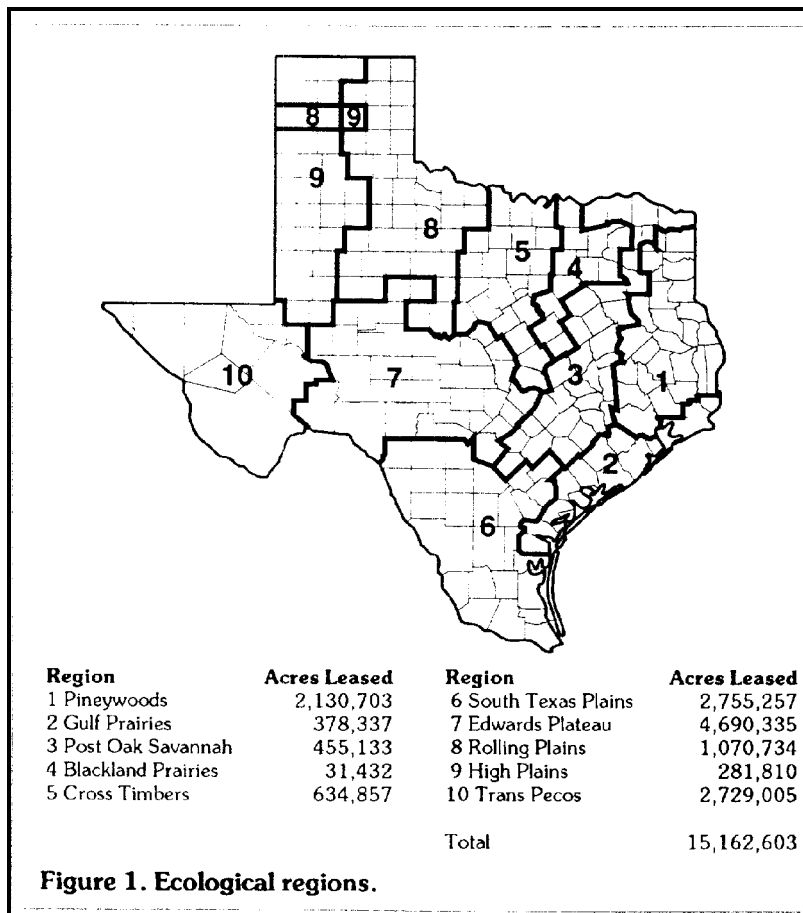 8
9
9
8
5
4
10
7
3
1
2
6
Region Acres Leased
1 Pineywoods 2,130,703
2 Gulf Prairies 378,337
3 Post Oak Savannah 455,133
4 Blackland Prairies 31,432
5 Cross Timbers 634,857
Region Acres Leased
6 South Texas Plains 2,755,257
7 Edwards Plateau 4,690,335
8 Rolling Plains 1,070,734
9 High Plains 281,810
10 Trans Pecos 2,729,005
Total 15,162,603
Figure 1. Ecological regions.